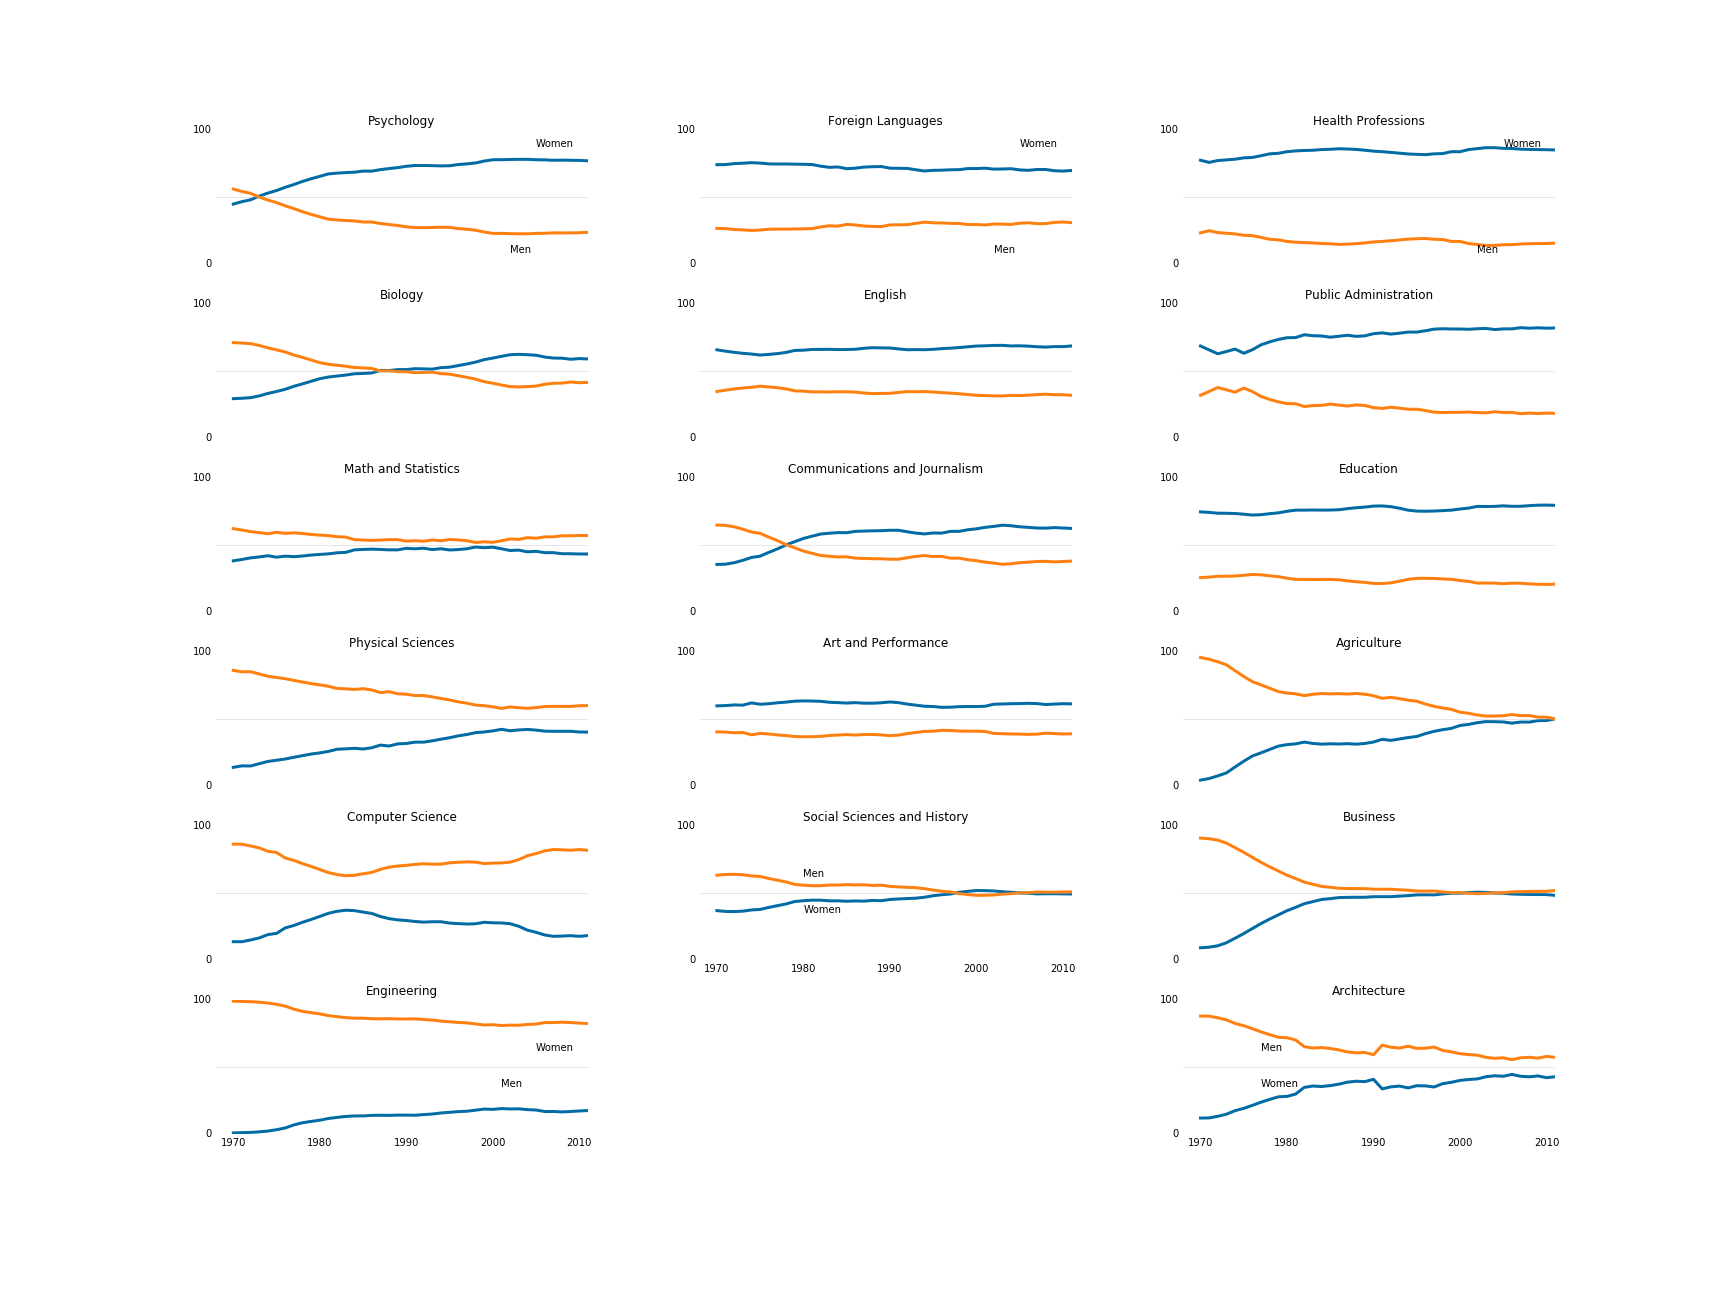 Psychology
100
Women
Men
0
Foreign Languages
100
Women
Men
0
Health Professions
100
Women
Men
0
Biology
100
0
English
100
0
Public Administration
100
0
Math and Statistics
100
0
Communications and Journalism
100
0
Education
100
0
Physical Sciences
100
0
Art and Performance
100
0
Agriculture
100
0
Computer Science
100
0
Social Sciences and History
100
Men
Women
0
1970 1980 1990 2000 2010
Business
100
0
Engineering
100
Women
Men
0
1970 1980 1990 2000 2010
Architecture
100
Men
Women
0
1970 1980 1990 2000 2010